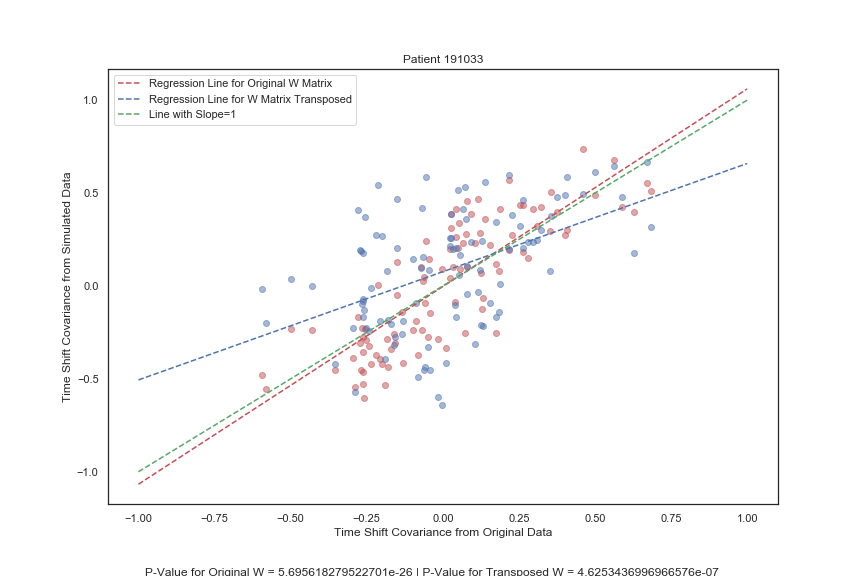 Patient 191033
Regression Line for Original W Matrix
Regression Line for W Matrix Transposed
Line with Slope=1
1.0
0.5
0.0
−0.5
−1.0
Time Shift Covariance from Simulated Data
−1.00 −0.75 −0.50 −0.25 0.00 0.25 0.50 0.75 1.00
Time Shift Covariance from Original Data
P-Value for Original W = 5.695618279522701e-26 | P-Value for Transposed W = 4.6253436996966576e-07